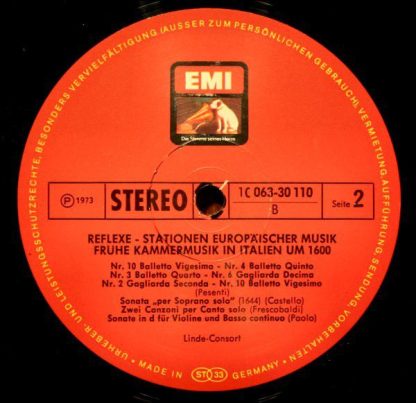 EMI
Die Stimme seines Herrn
℗ 1973
STEREO
1C 063-30 110
B
Seite 2
REFLEXE - STATIONEN EUROPÄISCHER MUSIK
FRÜHE KAMMERMUSIK IN ITALIEN UM 1600
Nr. 10 Balletto Vigesimo - Nr. 4 Balletto Quinto
Nr. 3 Balletto Quarto - Nr. 6 Gagliarda Decima
Nr. 2 Gagliarda Seconda - Nr. 10 Balletto Vigesimo
(Pesenti)
Sonata „per Soprano solo" (1644) (Castello)
Zwei Canzoni per Canto solo (Frescobaldi)
Sonate in d für Violine und Basso continuo (Paolo)
Linde-Consort
URHEBER- UND LEISTUNGSSCHUTZRECHTE, BESONDERS VERVIELFÄLTIGUNG (AUSSER ZUM PERSÖNLICHEN GEBRAUCH), VERMIETUNG, AUFFÜHRUNG, SENDUNG VORBEHALTEN
MADE IN ST 33 GERMANY